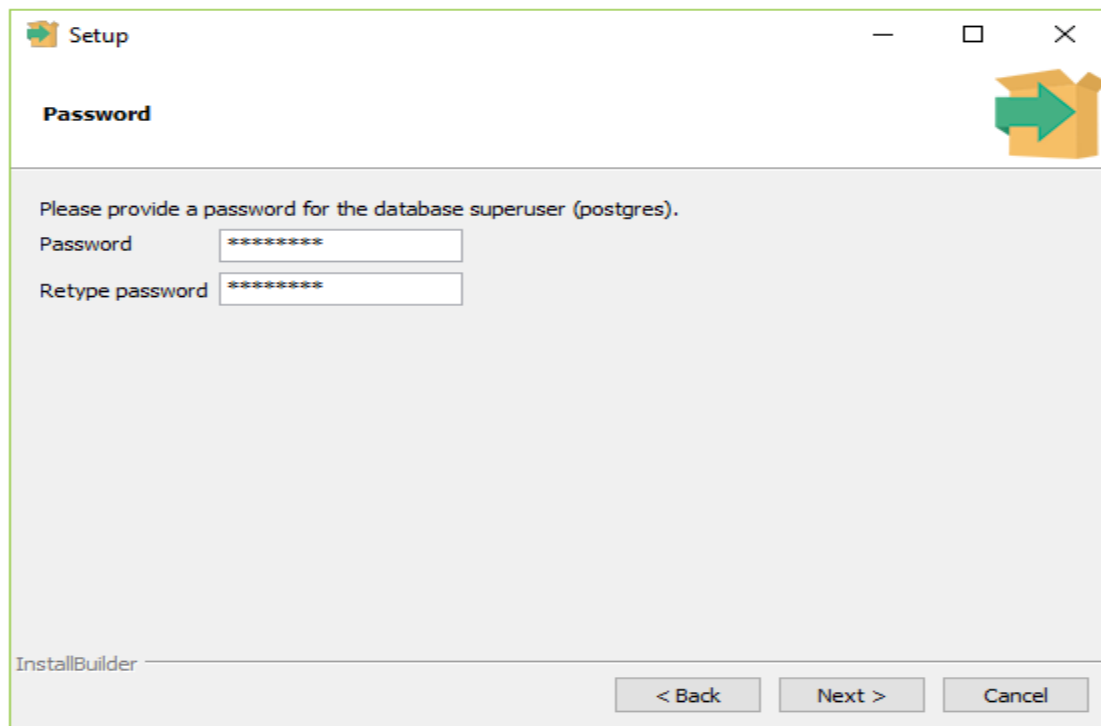 Setup
Password
Please provide a password for the database superuser (postgres).
Password ********
Retype password ********
InstallBuilder
< Back Next > Cancel